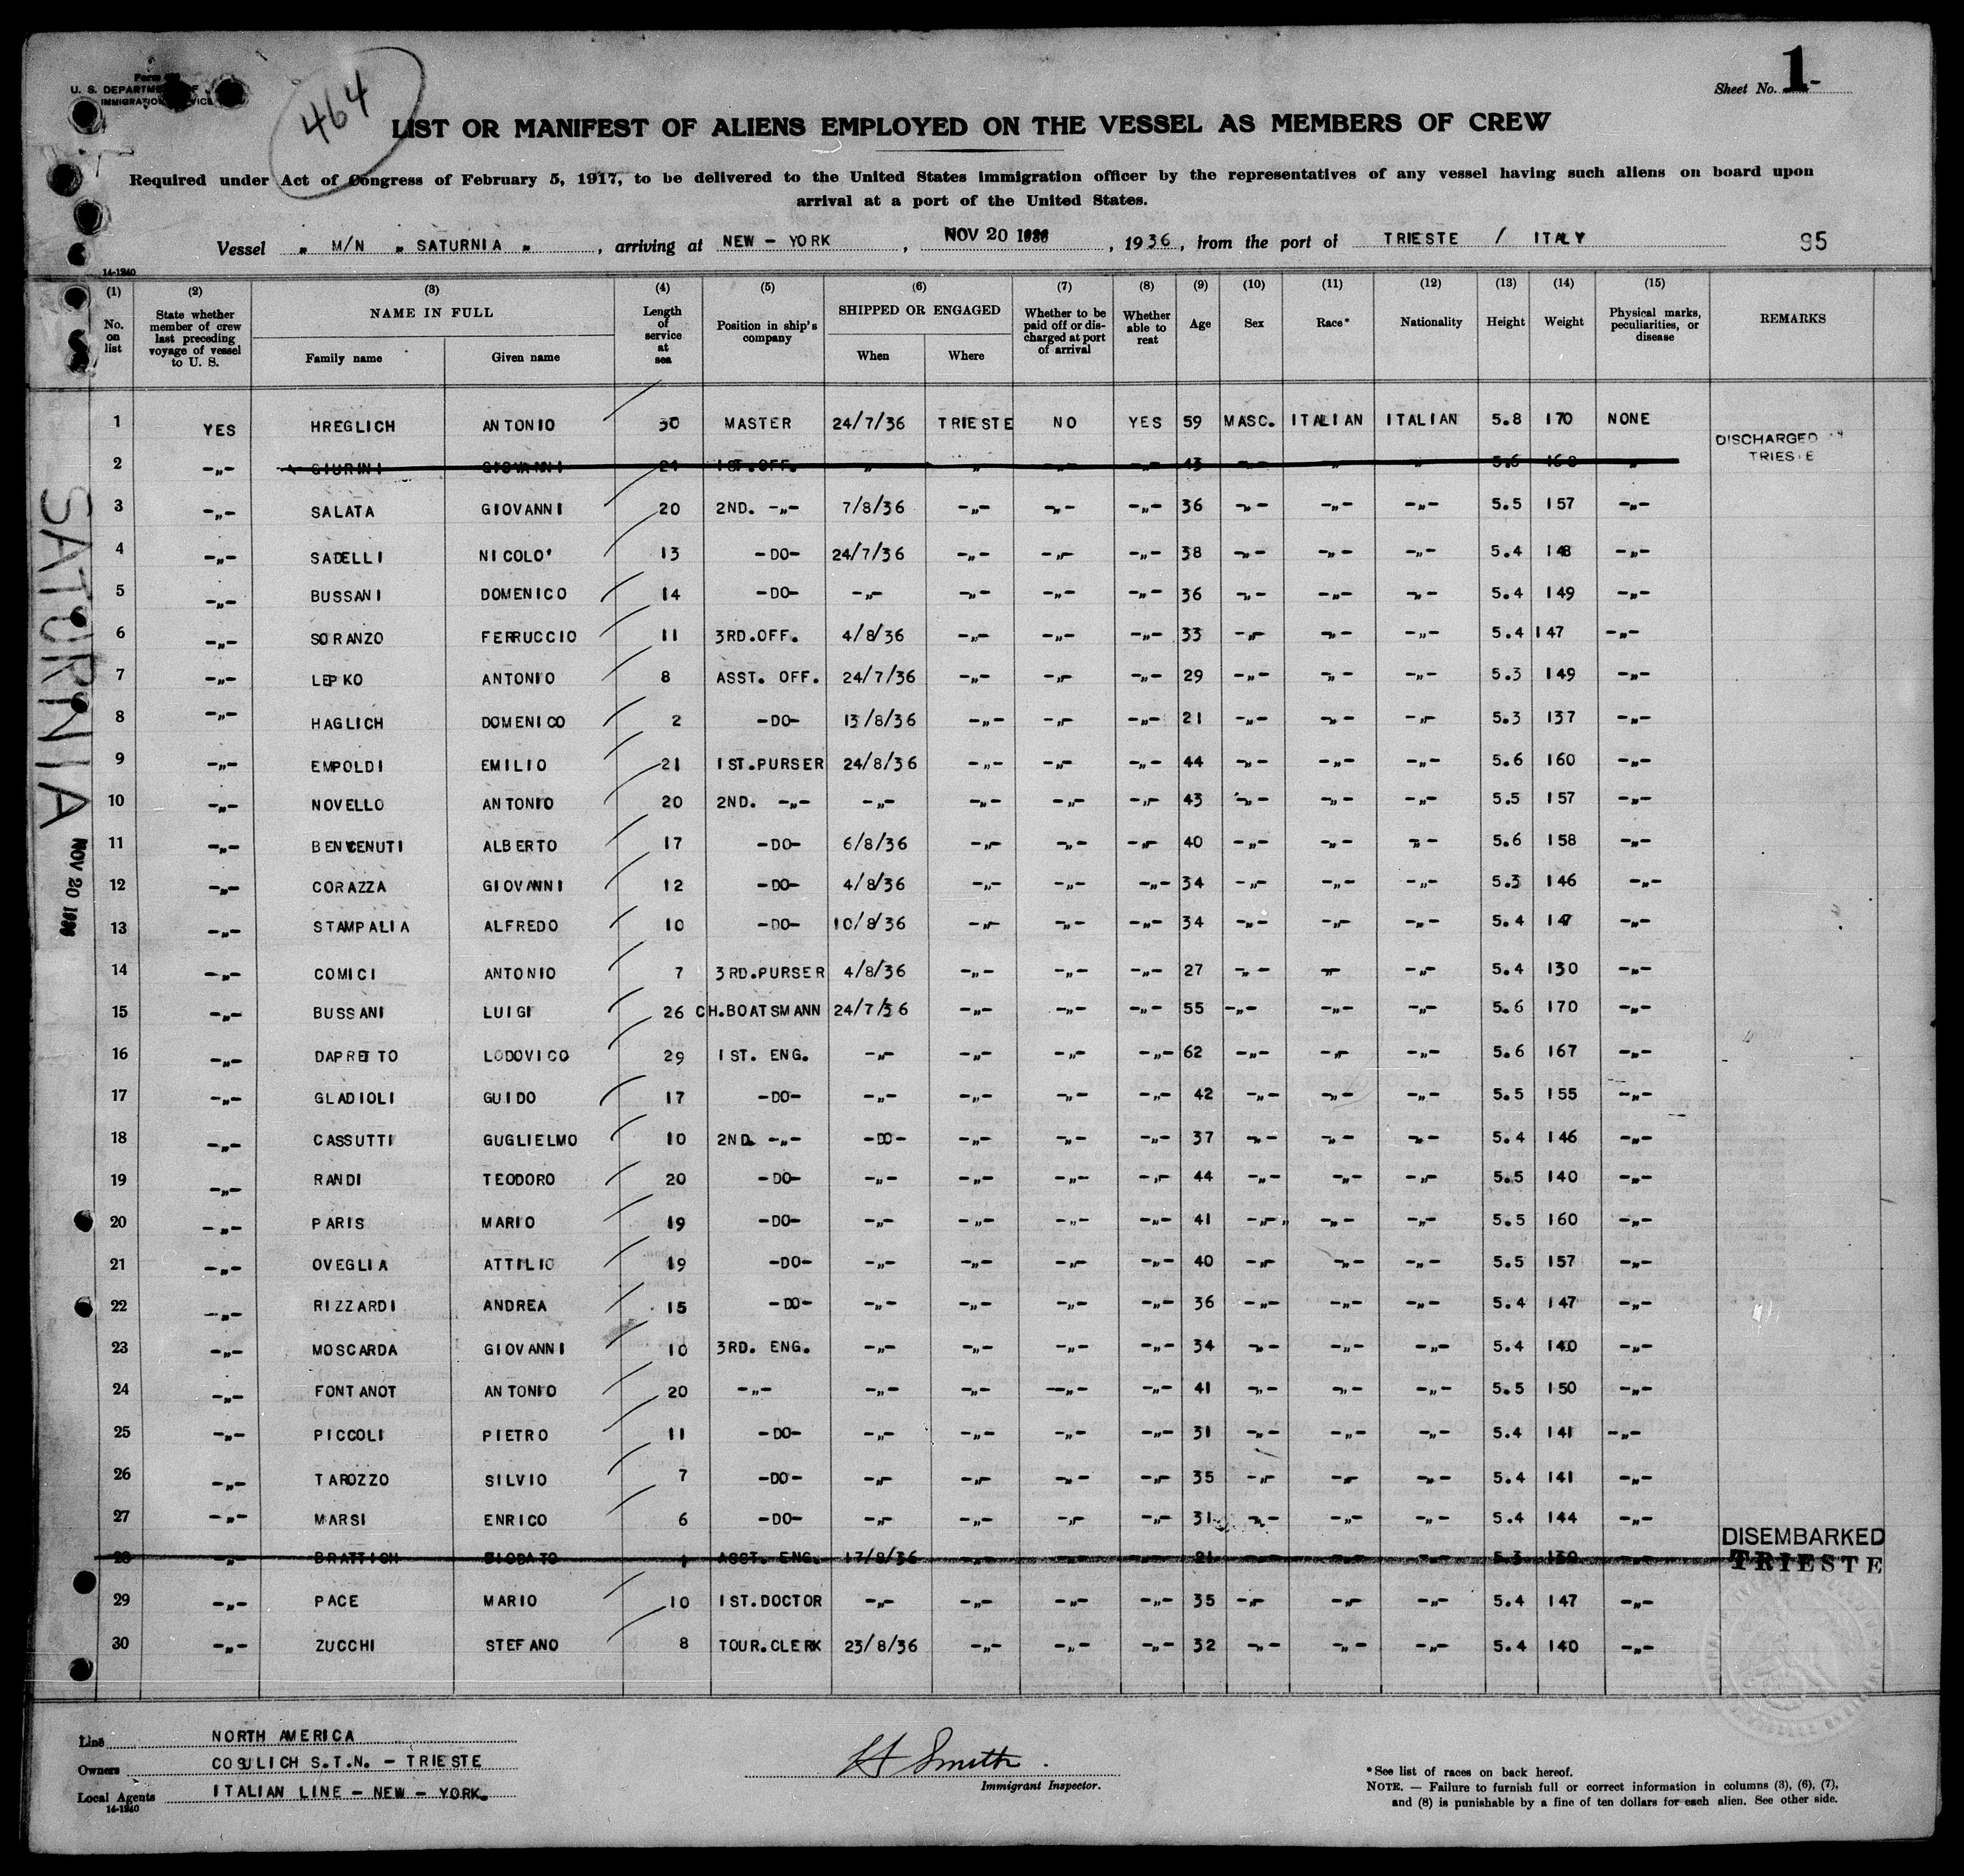 Form
U. S. DEPARTMENT OF
IMMIGRATION SERVICE
464
Sheet No. 1-
LIST OR MANIFEST OF ALIENS EMPLOYED ON THE VESSEL AS MEMBERS OF CREW
Required under Act of Congress of February 5, 1917, to be delivered to the United States immigration officer by the representatives of any vessel having such aliens on board upon
arrival at a port of the United States.
Vessel „ M/N „ SATURNIA „ , arriving at NEW - YORK , NOV 20 1936 , 1936, from the port of TRIESTE / ITALY 95
14-1240
(1) (2) (3) (4) (5) (6) (7) (8) (9) (10) (11) (12) (13) (14) (15)
No. on list State whether member of crew last preceding voyage of vessel to U. S. NAME IN FULL Family name Given name Length of service at sea Position in ship's company SHIPPED OR ENGAGED When Where Whether to be paid off or discharged at port of arrival Whether able to reat Age Sex Race* Nationality Height Weight Physical marks, peculiarities, or disease REMARKS
1 YES HREGLICH ANTONIO 30 MASTER 24/7/36 TRIESTE NO YES 59 MASC. ITALIAN ITALIAN 5.8 170 NONE
2 -„- GIURINI GIOVANNI 21 1ST.OFF. „ „ -„- -„- 43 -„- „ „ 5.6 168 „ DISCHARGED TRIESTE
3 -„- SALATA GIOVANNI 20 2ND. -„- 7/8/36 -„- -„- -„- 36 -„- -„- -„- 5.5 157 -„-
4 -„- SADELLI NICOLO' 13 -DO- 24/7/36 -„- -„- -„- 38 -„- -„- -„- 5.4 148 -„-
5 -„- BUSSANI DOMENICO 14 -DO- -„- -„- -„- -„- 36 -„- -„- -„- 5.4 149 -„-
6 -„- SORANZO FERRUCCIO 11 3RD.OFF. 4/8/36 -„- -„- -„- 33 -„- -„- -„- 5.4 147 -„-
7 -„- LEPKO ANTONIO 8 ASST. OFF. 24/7/36 -„- -„- -„- 29 -„- -„- -„- 5.3 149 -„-
8 -„- HAGLICH DOMENICO 2 -DO- 13/8/36 -„- -„- -„- 21 -„- -„- -„- 5.3 137 -„-
9 -„- EMPOLDI EMILIO 21 1ST.PURSER 24/8/36 -„- -„- -„- 44 -„- -„- -„- 5.6 160 -„-
10 -„- NOVELLO ANTONIO 20 2ND. -„- -„- -„- -„- -„- 43 -„- -„- -„- 5.5 157 -„-
11 -„- BENVENUTI ALBERTO 17 -DO- 6/8/36 -„- -„- -„- 40 -„- -„- -„- 5.6 158 -„-
12 -„- CORAZZA GIOVANNI 12 -DO- 4/8/36 -„- -„- -„- 34 -„- -„- -„- 5.3 146 -„-
13 -„- STAMPALIA ALFREDO 10 -DO- 10/8/36 -„- -„- -„- 34 -„- -„- -„- 5.4 147 -„-
14 -„- COMICI ANTONIO 7 3RD.PURSER 4/8/36 -„- -„- -„- 27 -„- -„- -„- 5.4 130 -„-
15 -„- BUSSANI LUIGI 26 CH.BOATSMANN 24/7/36 -„- -„- -„- 55 -„- -„- -„- 5.6 170 -„-
16 -„- DAPRETTO LODOVICO 29 1ST. ENG. -„- -„- -„- -„- 62 -„- -„- -„- 5.6 167 -„-
17 -„- GLADIOLI GUIDO 17 -DO- -„- -„- -„- -„- 42 -„- -„- -„- 5.5 155 -„-
18 -„- CASSUTTI GUGLIELMO 10 2ND. -„- -DO- -„- -„- -„- 37 -„- -„- -„- 5.4 146 -„-
19 -„- RANDI TEODORO 20 -DO- -„- -„- -„- -„- 44 -„- -„- -„- 5.5 140 -„-
20 -„- PARIS MARIO 19 -DO- -„- -„- -„- -„- 41 -„- -„- -„- 5.5 160 -„-
21 -„- OVEGLIA ATTILIO 19 -DO- -„- -„- -„- -„- 40 -„- -„- -„- 5.5 157 -„-
22 -„- RIZZARDI ANDREA 15 -DO- -„- -„- -„- -„- 36 -„- -„- -„- 5.4 147 -„-
23 -„- MOSCARDA GIOVANNI 10 3RD. ENG. -„- -„- -„- -„- 34 -„- -„- -„- 5.4 140 -„-
24 -„- FONTANOT ANTONIO 20 -„- -„- -„- -„- -„- 41 -„- -„- -„- 5.5 150 -„-
25 -„- PICCOLI PIETRO 11 -DO- -„- -„- -„- -„- 31 -„- -„- -„- 5.4 141 -„-
26 -„- TAROZZO SILVIO 7 -DO- -„- -„- -„- -„- 35 -„- -„- -„- 5.4 141 -„-
27 -„- MARSI ENRICO 6 -DO- -„- -„- -„- -„- 31 -„- -„- -„- 5.4 144 -„-
28 -„- BRATTICH DIODATO ASST. ENG. 17/8/36 -„- -„- -„- 21 -„- -„- -„- 5.3 130 -„- DISEMBARKED TRIESTE
29 -„- PACE MARIO 10 1ST.DOCTOR -„- -„- -„- -„- 35 -„- -„- -„- 5.4 147 -„-
30 -„- ZUCCHI STEFANO 8 TOUR.CLERK 23/8/36 -„- -„- -„- 32 -„- -„- -„- 5.4 140 -„-
SATURNIA
NOV 20 1936
Line NORTH AMERICA
Owners COSULICH S.T.N. - TRIESTE
Local Agents ITALIAN LINE - NEW - YORK.
14-1240
H Smith
Immigrant Inspector.
*See list of races on back hereof.
NOTE. — Failure to furnish full or correct information in columns (3), (6), (7),
and (8) is punishable by a fine of ten dollars for each alien. See other side.